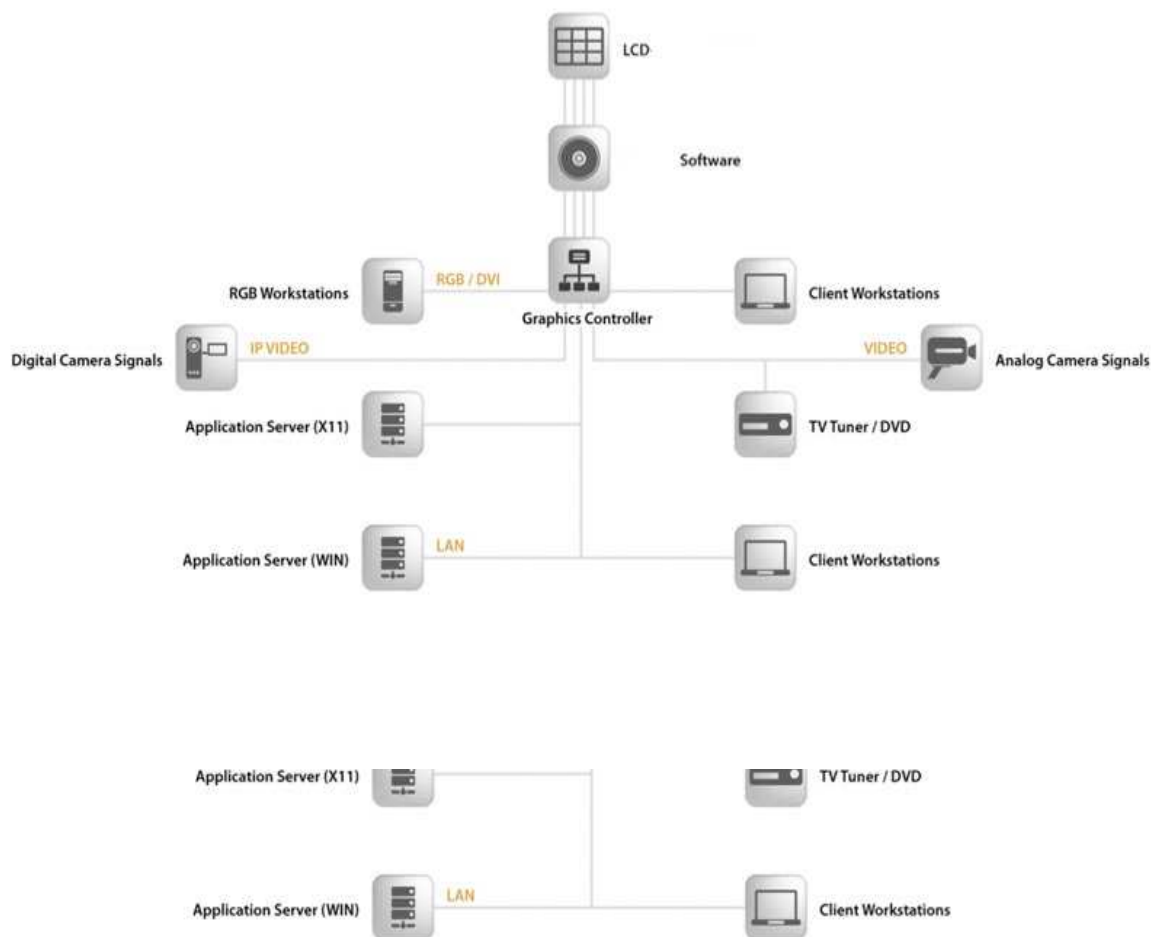 LCD
Software
RGB Workstations
RGB / DVI
Client Workstations
Graphics Controller
Digital Camera Signals
IP VIDEO
VIDEO
Analog Camera Signals
Application Server (X11)
TV Tuner / DVD
Application Server (WIN)
LAN
Client Workstations
Application Server (X11)
TV Tuner / DVD
Application Server (WIN)
LAN
Client Workstations